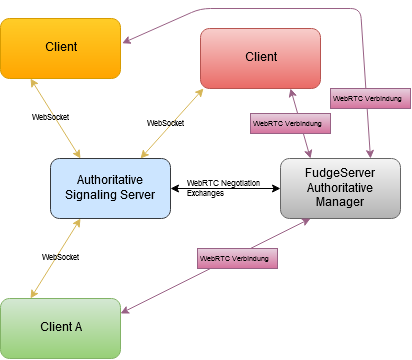 Client
Client
WebRTC Verbindung
WebSocket
WebSocket
WebRTC Verbindung
Authoritative
Signaling Server
WebRTC Negotiation
Exchanges
FudgeServer
Authoritative
Manager
WebSocket
WebRTC Verbindung
Client A